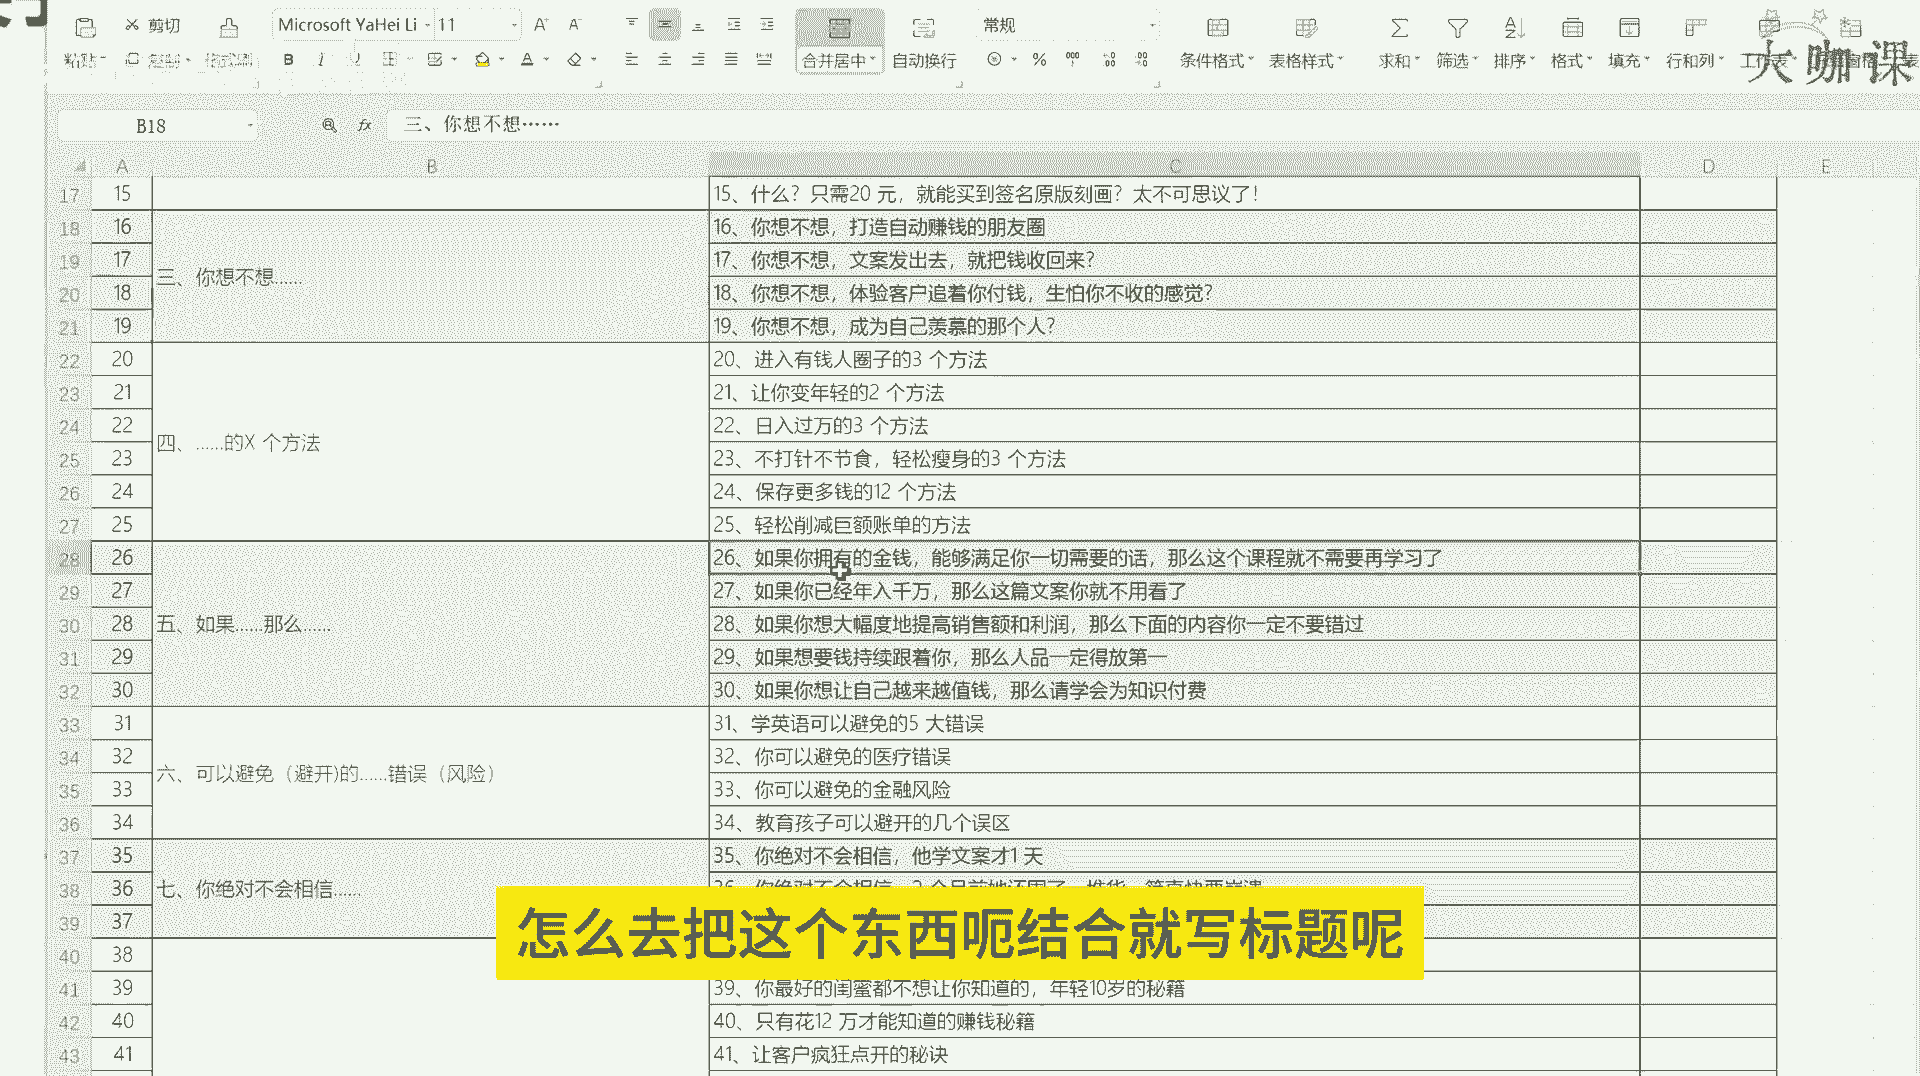 剪切
Microsoft YaHei Li
11
A+
A-
常规
粘贴
复制
格式刷
B
I
U
A
合并居中
自动换行
%
条件格式
表格样式
求和
筛选
排序
格式
填充
行和列
工作表
大咖课
B18
fx
三、你想不想……
A
B
C
D
E
17 15 15、什么?只需20 元,就能买到签名原版刻画?太不可思议了!
18 16 16、你想不想,打造自动赚钱的朋友圈
19 17 17、你想不想,文案发出去,就把钱收回来?
三、你想不想……
20 18 18、你想不想,体验客户追着你付钱,生怕你不收的感觉?
21 19 19、你想不想,成为自己羡慕的那个人?
22 20 20、进入有钱人圈子的3 个方法
23 21 21、让你变年轻的2 个方法
24 22 22、日入过万的3 个方法
四、……的X 个方法
25 23 23、不打针不节食,轻松瘦身的3 个方法
26 24 24、保存更多钱的12 个方法
27 25 25、轻松削减巨额账单的方法
28 26 26、如果你拥有的金钱,能够满足你一切需要的话,那么这个课程就不需要再学习了
29 27 27、如果你已经年入千万,那么这篇文案你就不用看了
30 28 五、如果……那么…… 28、如果你想大幅度地提高销售额和利润,那么下面的内容你一定不要错过
31 29 29、如果想要钱持续跟着你,那么人品一定得放第一
32 30 30、如果你想让自己越来越值钱,那么请学会为知识付费
33 31 31、学英语可以避免的5 大错误
34 32 32、你可以避免的医疗错误
六、可以避免(避开)的……错误(风险)
35 33 33、你可以避免的金融风险
36 34 34、教育孩子可以避开的几个误区
37 35 35、你绝对不会相信,他学文案才1 天
38 36 七、你绝对不会相信……
39 37
怎么去把这个东西呃结合就写标题呢
40 38
41 39 39、你最好的闺蜜都不想让你知道的,年轻10岁的秘籍
42 40 40、只有花12 万才能知道的赚钱秘籍
43 41 41、让客户疯狂点开的秘诀